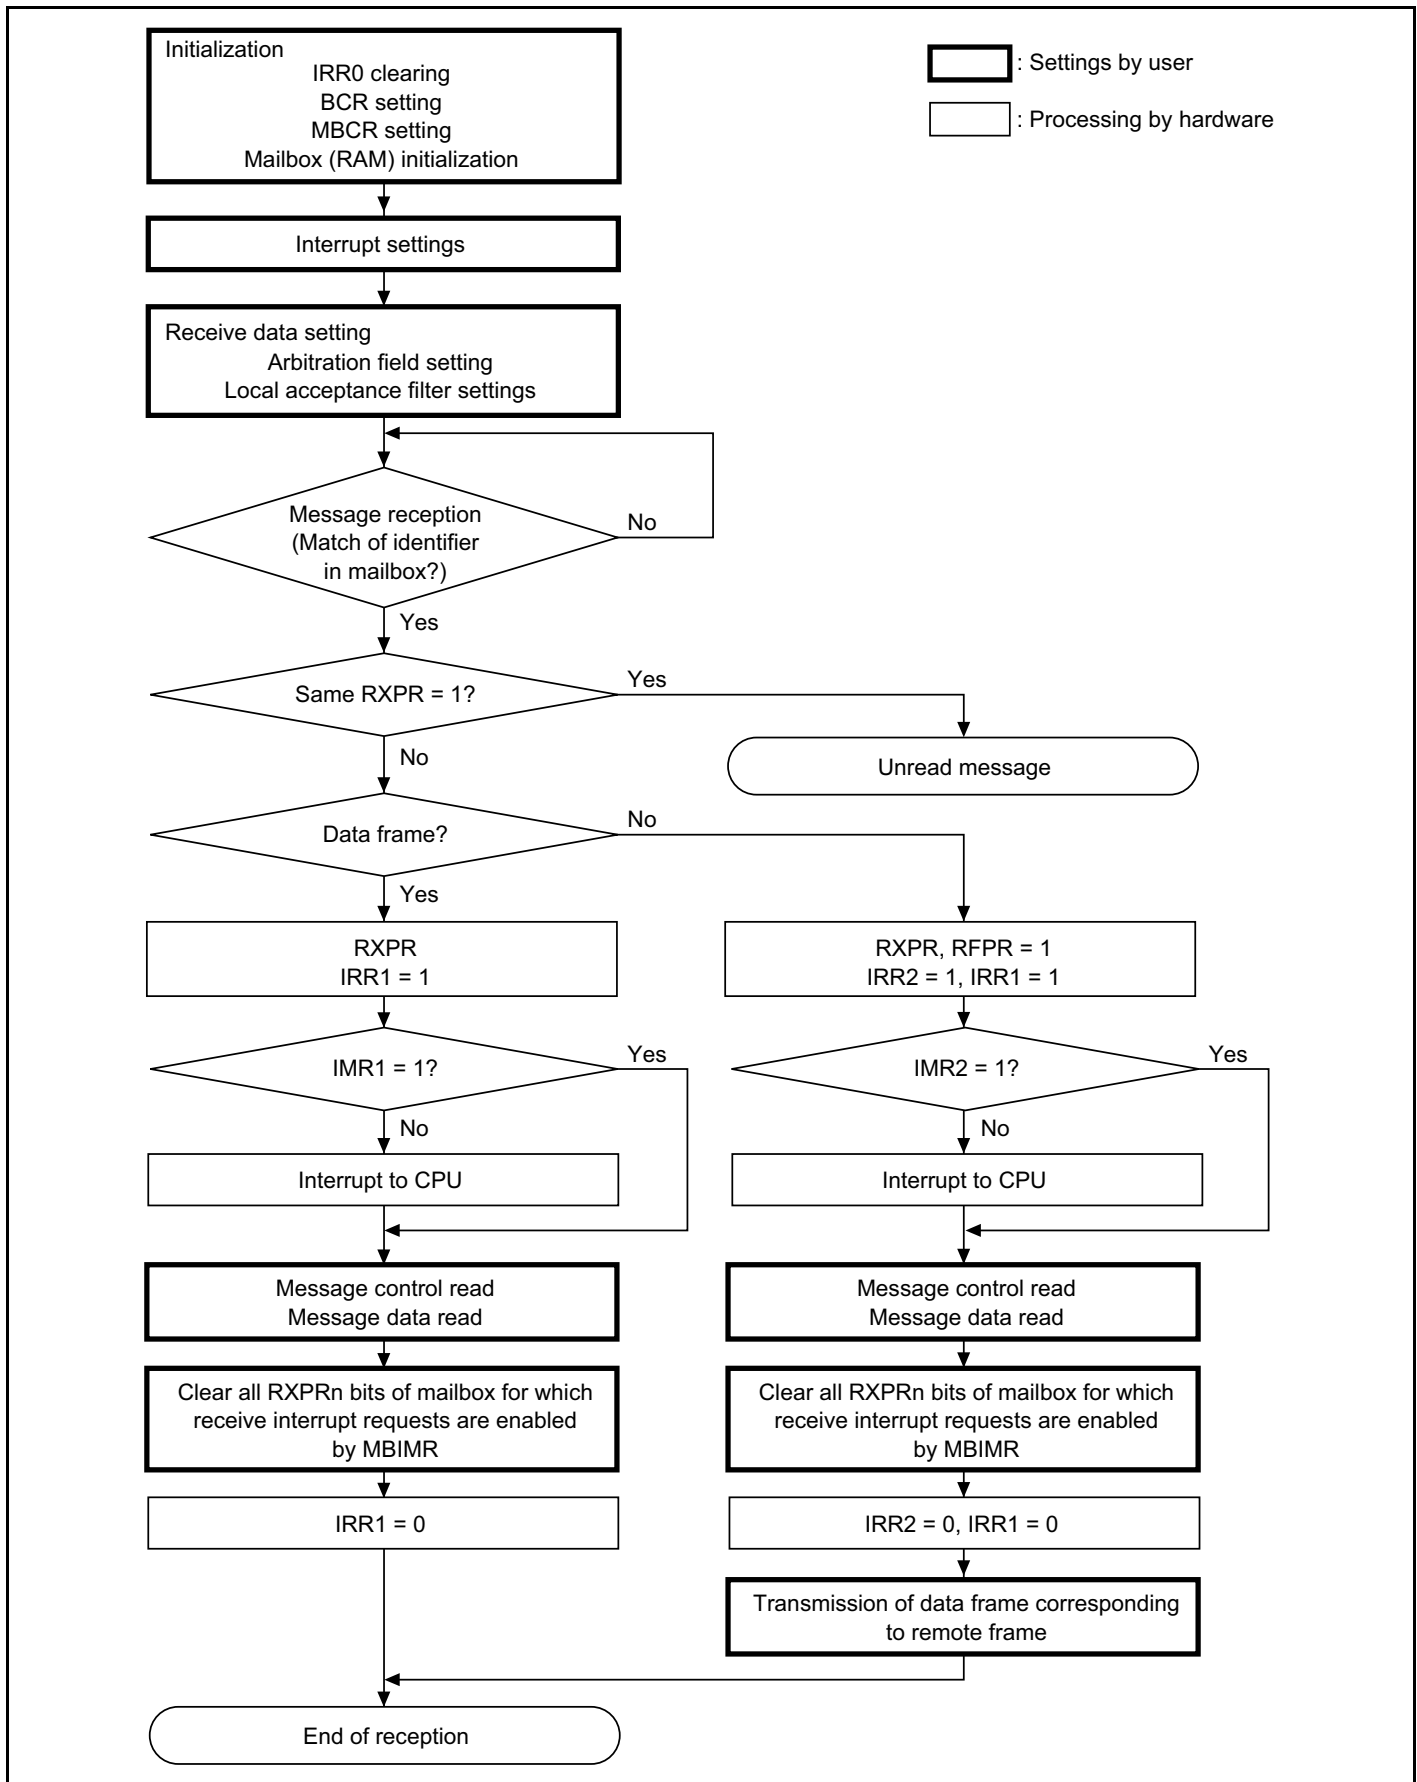 Initialization
IRR0 clearing
BCR setting
MBCR setting
Mailbox (RAM) initialization
: Settings by user
: Processing by hardware
Interrupt settings
Receive data setting
Arbitration field setting
Local acceptance filter settings
Message reception
(Match of identifier
in mailbox?)
No
Yes
Same RXPR = 1?
Yes
No
Unread message
Data frame?
No
Yes
RXPR
IRR1 = 1
RXPR, RFPR = 1
IRR2 = 1, IRR1 = 1
IMR1 = 1?
Yes
No
IMR2 = 1?
Yes
No
Interrupt to CPU
Interrupt to CPU
Message control read
Message data read
Message control read
Message data read
Clear all RXPRn bits of mailbox for which
receive interrupt requests are enabled
by MBIMR
Clear all RXPRn bits of mailbox for which
receive interrupt requests are enabled
by MBIMR
IRR1 = 0
IRR2 = 0, IRR1 = 0
Transmission of data frame corresponding
to remote frame
End of reception